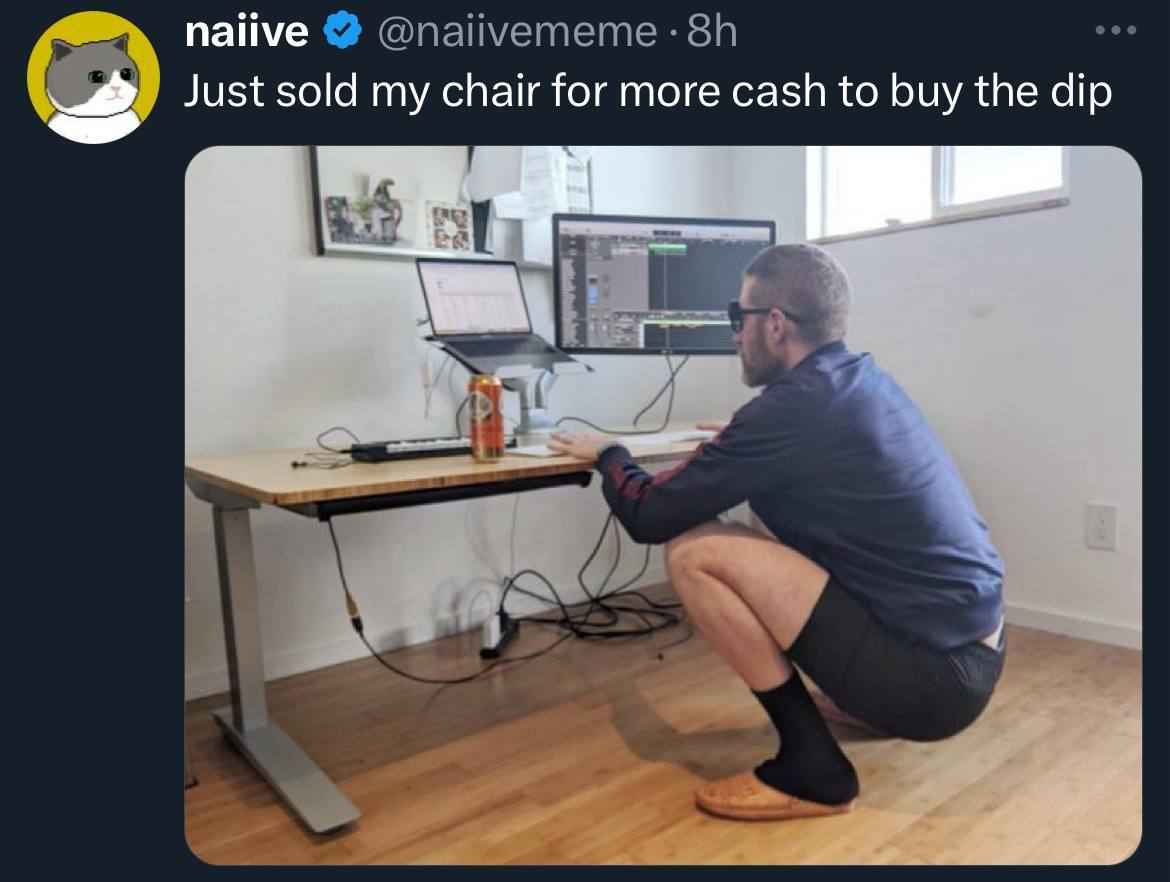 naiive @naiivememe · 8h
Just sold my chair for more cash to buy the dip